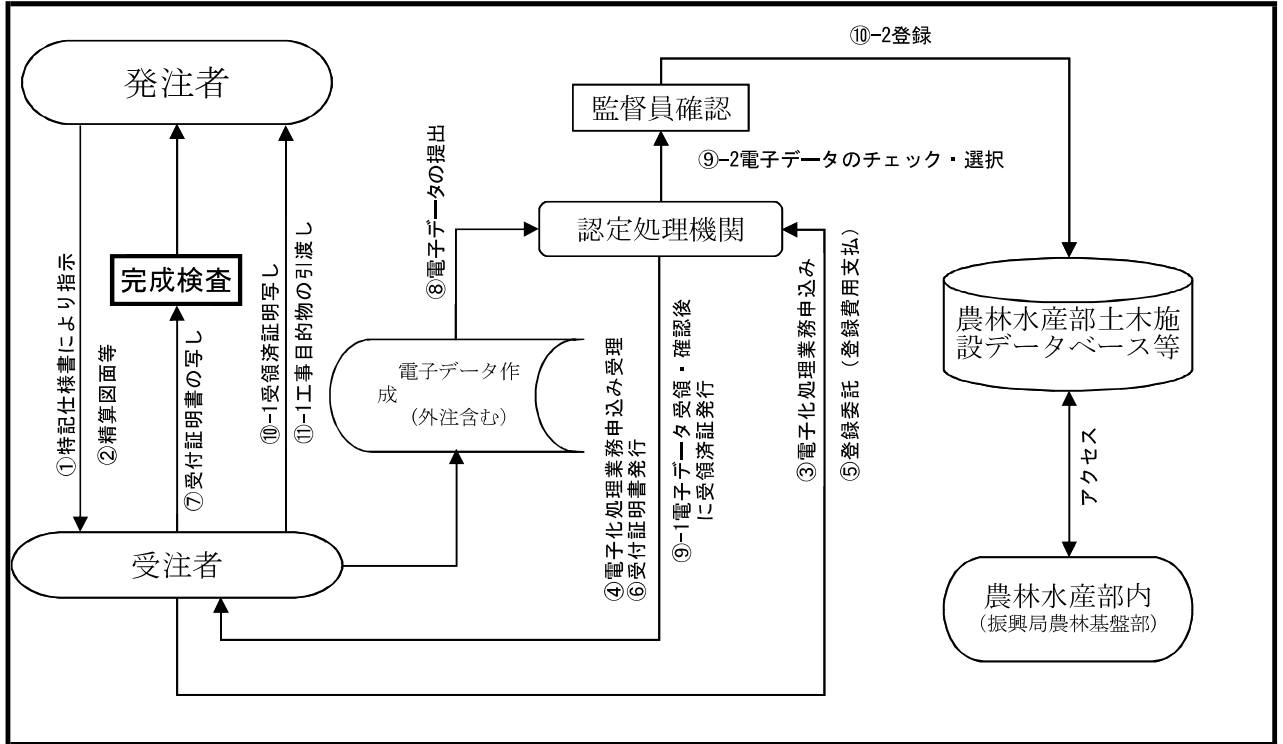 ⑩-2登録
発注者
監督員確認
⑨-2電子データのチェック・選択
認定処理機関
①特記仕様書により指示
②精算図面等
完成検査
⑦受付証明書の写し
⑩-1受領済証明写し
⑪-1工事目的物の引渡し
⑧電子データの提出
電子データ作
成
(外注含む)
④電子化処理業務申込み受理
⑥受付証明書発行
⑨-1電子データ受領・確認後
に受領済証発行
③電子化処理業務申込み
⑤登録委託(登録費用支払)
農林水産部土木施
設データベース等
アクセス
受注者
農林水産部内
(振興局農林基盤部)